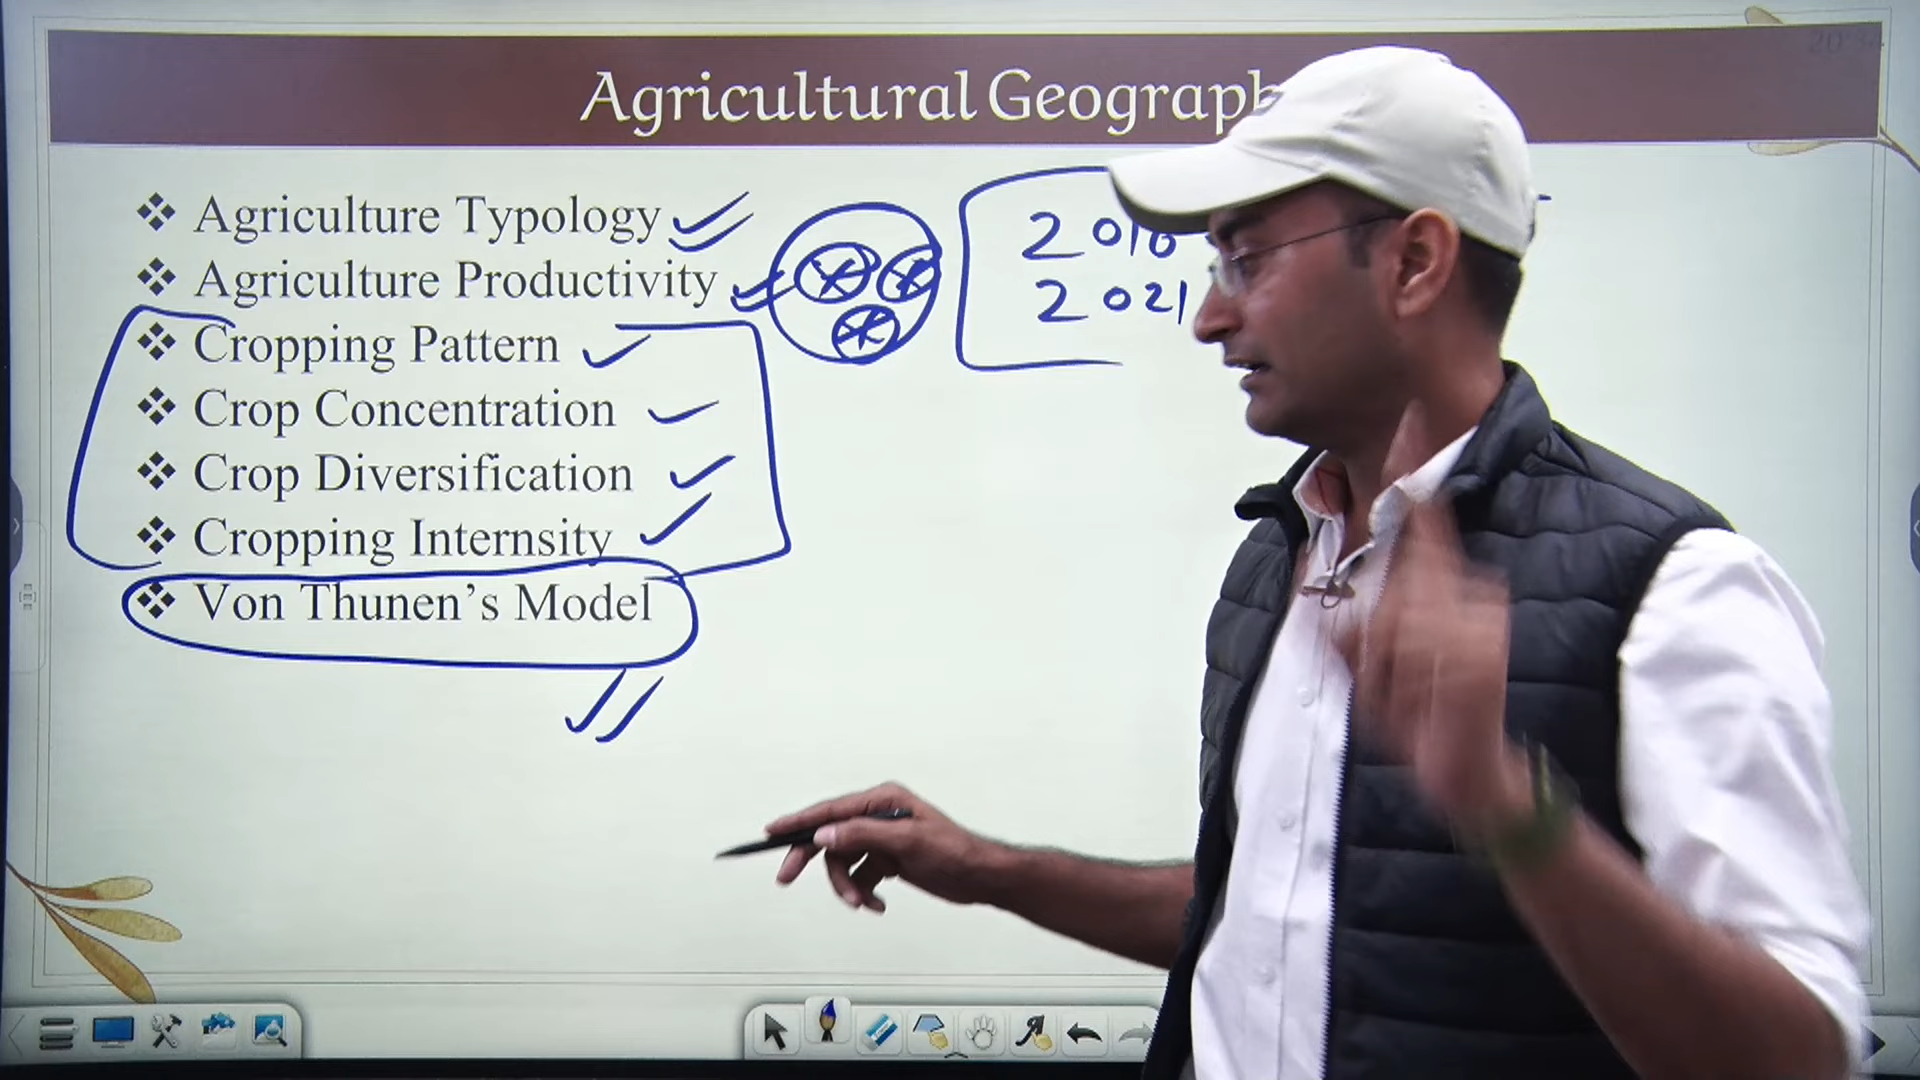 Agricultural Geograph
Agriculture Typology
Agriculture Productivity
Cropping Pattern
Crop Concentration
Crop Diversification
Cropping Internsity
Von Thunen's Model
2021